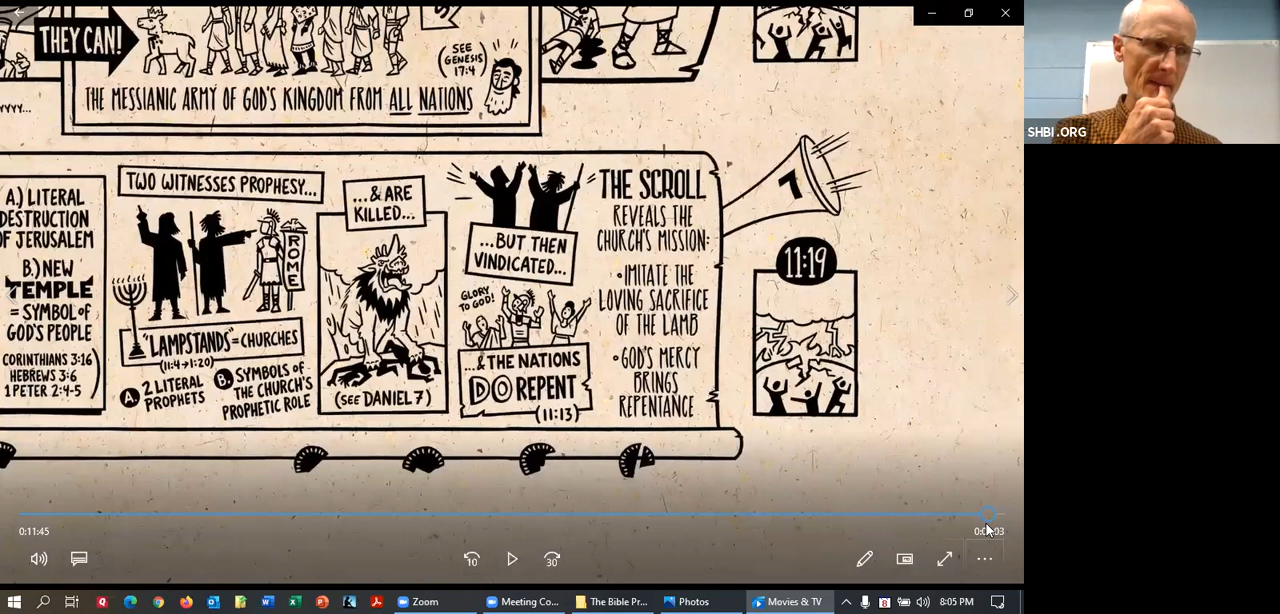 THEY CAN!
(SEE
GENESIS
17:4)
THE MESSIANIC ARMY OF GOD'S KINGDOM FROM ALL NATIONS
SHBI.ORG
A.) LITERAL
DESTRUCTION
OF JERUSALEM
B.) NEW
TEMPLE
= SYMBOL of
GOD'S PEOPLE
CORINTHIANS 3:16
HEBREWS 3:6
1 PETER 2:4-5
TWO WITNESSES PROPHESY...
ROME
"LAMPSTANDS" = CHURCHES
(11:4→1:20)
A. 2 LITERAL
PROPHETS
B. SYMBOLS of
THE CHURCH'S
PROPHETIC ROLE
...& ARE
KILLED...
(SEE DANIEL 7)
...BUT THEN
VINDICATED...
GLORY
TO GOD!
...& THE NATIONS
DO REPENT
(11:13)
THE SCROLL
REVEALS THE
CHURCH'S MISSION:
• IMITATE THE
LOVING SACRIFICE
OF THE LAMB
• GOD'S MERCY
BRINGS
REPENTANCE
7
11:19
0:11:45
10
30
Zoom
Meeting Co...
The Bible Pr...
Photos
Movies & TV
8:05 PM